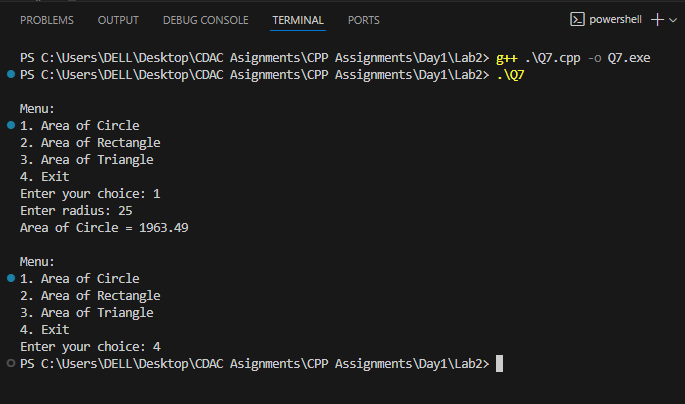 PROBLEMS OUTPUT DEBUG CONSOLE TERMINAL PORTS powershell
PS C:\Users\DELL\Desktop\CDAC Asignments\CPP Assignments\Day1\Lab2> g++ .\Q7.cpp -o Q7.exe
PS C:\Users\DELL\Desktop\CDAC Asignments\CPP Assignments\Day1\Lab2> .\Q7
Menu:
1. Area of Circle
2. Area of Rectangle
3. Area of Triangle
4. Exit
Enter your choice: 1
Enter radius: 25
Area of Circle = 1963.49
Menu:
1. Area of Circle
2. Area of Rectangle
3. Area of Triangle
4. Exit
Enter your choice: 4
PS C:\Users\DELL\Desktop\CDAC Asignments\CPP Assignments\Day1\Lab2>